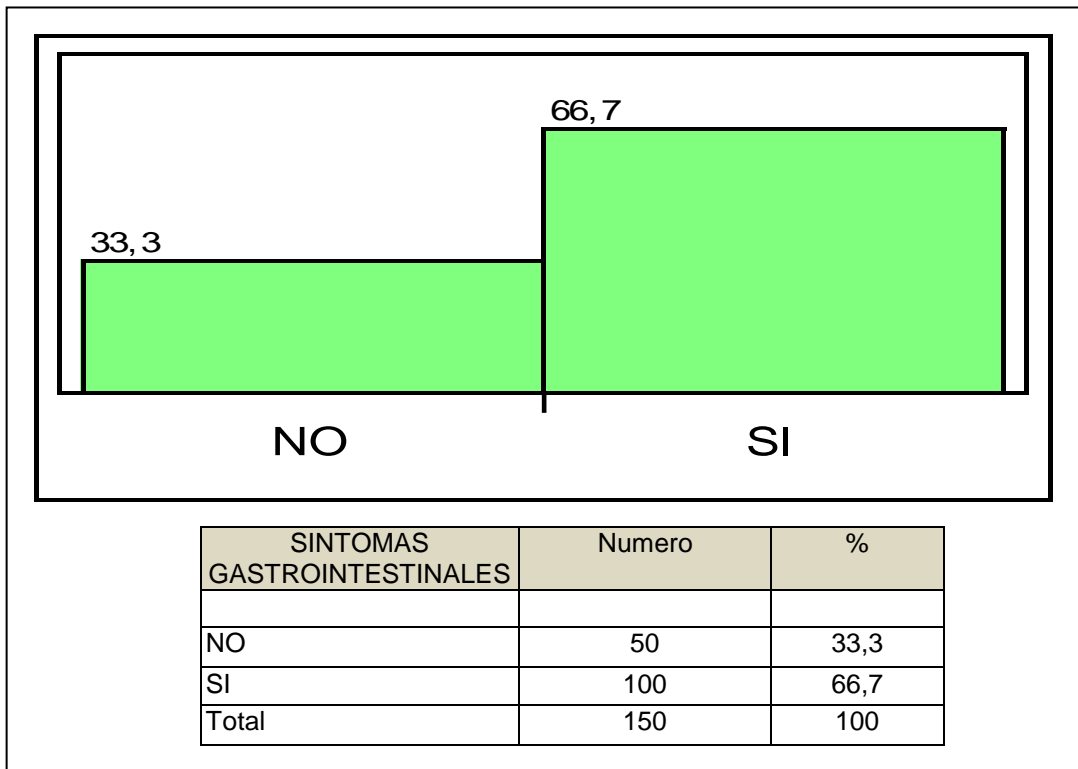 66,7
33,3
NO SI
SINTOMAS GASTROINTESTINALES Numero %
NO 50 33,3
SI 100 66,7
Total 150 100